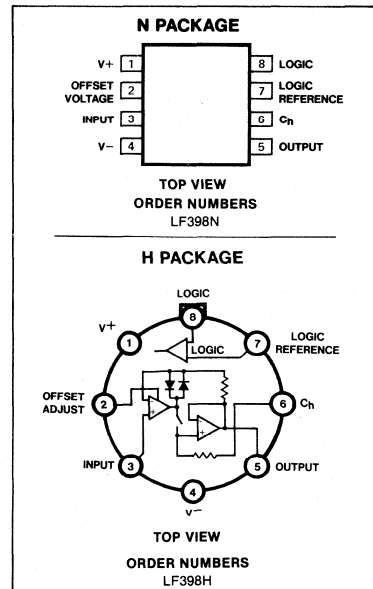 N PACKAGE
V+ 1
8 LOGIC
OFFSET VOLTAGE 2
7 LOGIC REFERENCE
INPUT 3
6 Ch
V− 4
5 OUTPUT
TOP VIEW
ORDER NUMBERS
LF398N
H PACKAGE
LOGIC
8
V+
1
LOGIC
7
LOGIC
REFERENCE
OFFSET
ADJUST
2
6
Ch
INPUT
3
5
OUTPUT
4
V−
TOP VIEW
ORDER NUMBERS
LF398H